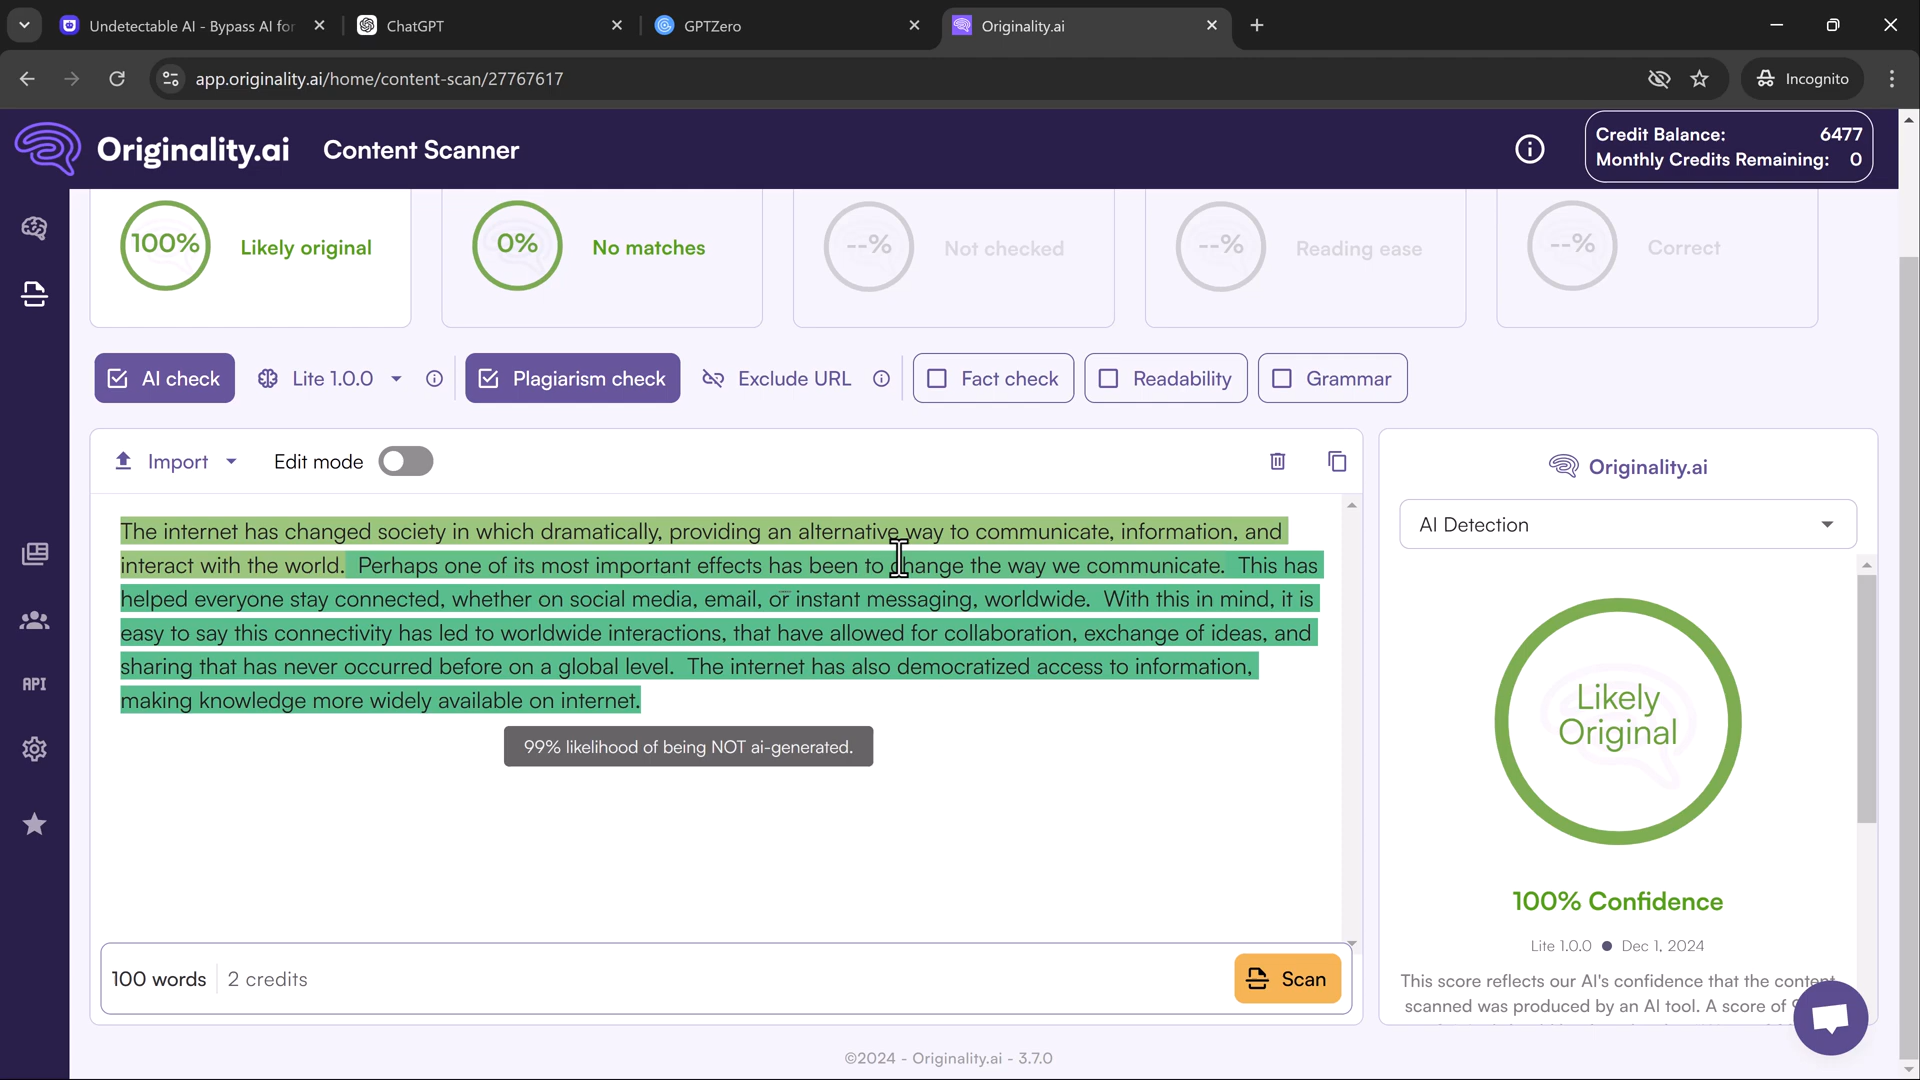 Undetectable AI - Bypass AI for
ChatGPT
GPTZero
Originality.ai
app.originality.ai/home/content-scan/27767617
Incognito
Originality.ai
Content Scanner
Credit Balance: 6477
Monthly Credits Remaining: 0
100% Likely original
0% No matches
--% Not checked
--% Reading ease
--% Correct
AI check
Lite 1.0.0
Plagiarism check
Exclude URL
Fact check
Readability
Grammar
Import
Edit mode
The internet has changed society in which dramatically, providing an alternative way to communicate, information, and
interact with the world. Perhaps one of its most important effects has been to change the way we communicate. This has
helped everyone stay connected, whether on social media, email, or instant messaging, worldwide. With this in mind, it is
easy to say this connectivity has led to worldwide interactions, that have allowed for collaboration, exchange of ideas, and
sharing that has never occurred before on a global level. The internet has also democratized access to information,
making knowledge more widely available on internet.
99% likelihood of being NOT ai-generated.
100 words
2 credits
Scan
Originality.ai
AI Detection
Likely
Original
100% Confidence
Lite 1.0.0 ● Dec 1, 2024
This score reflects our AI's confidence that the content
scanned was produced by an AI tool. A score of
API
©2024 - Originality.ai - 3.7.0